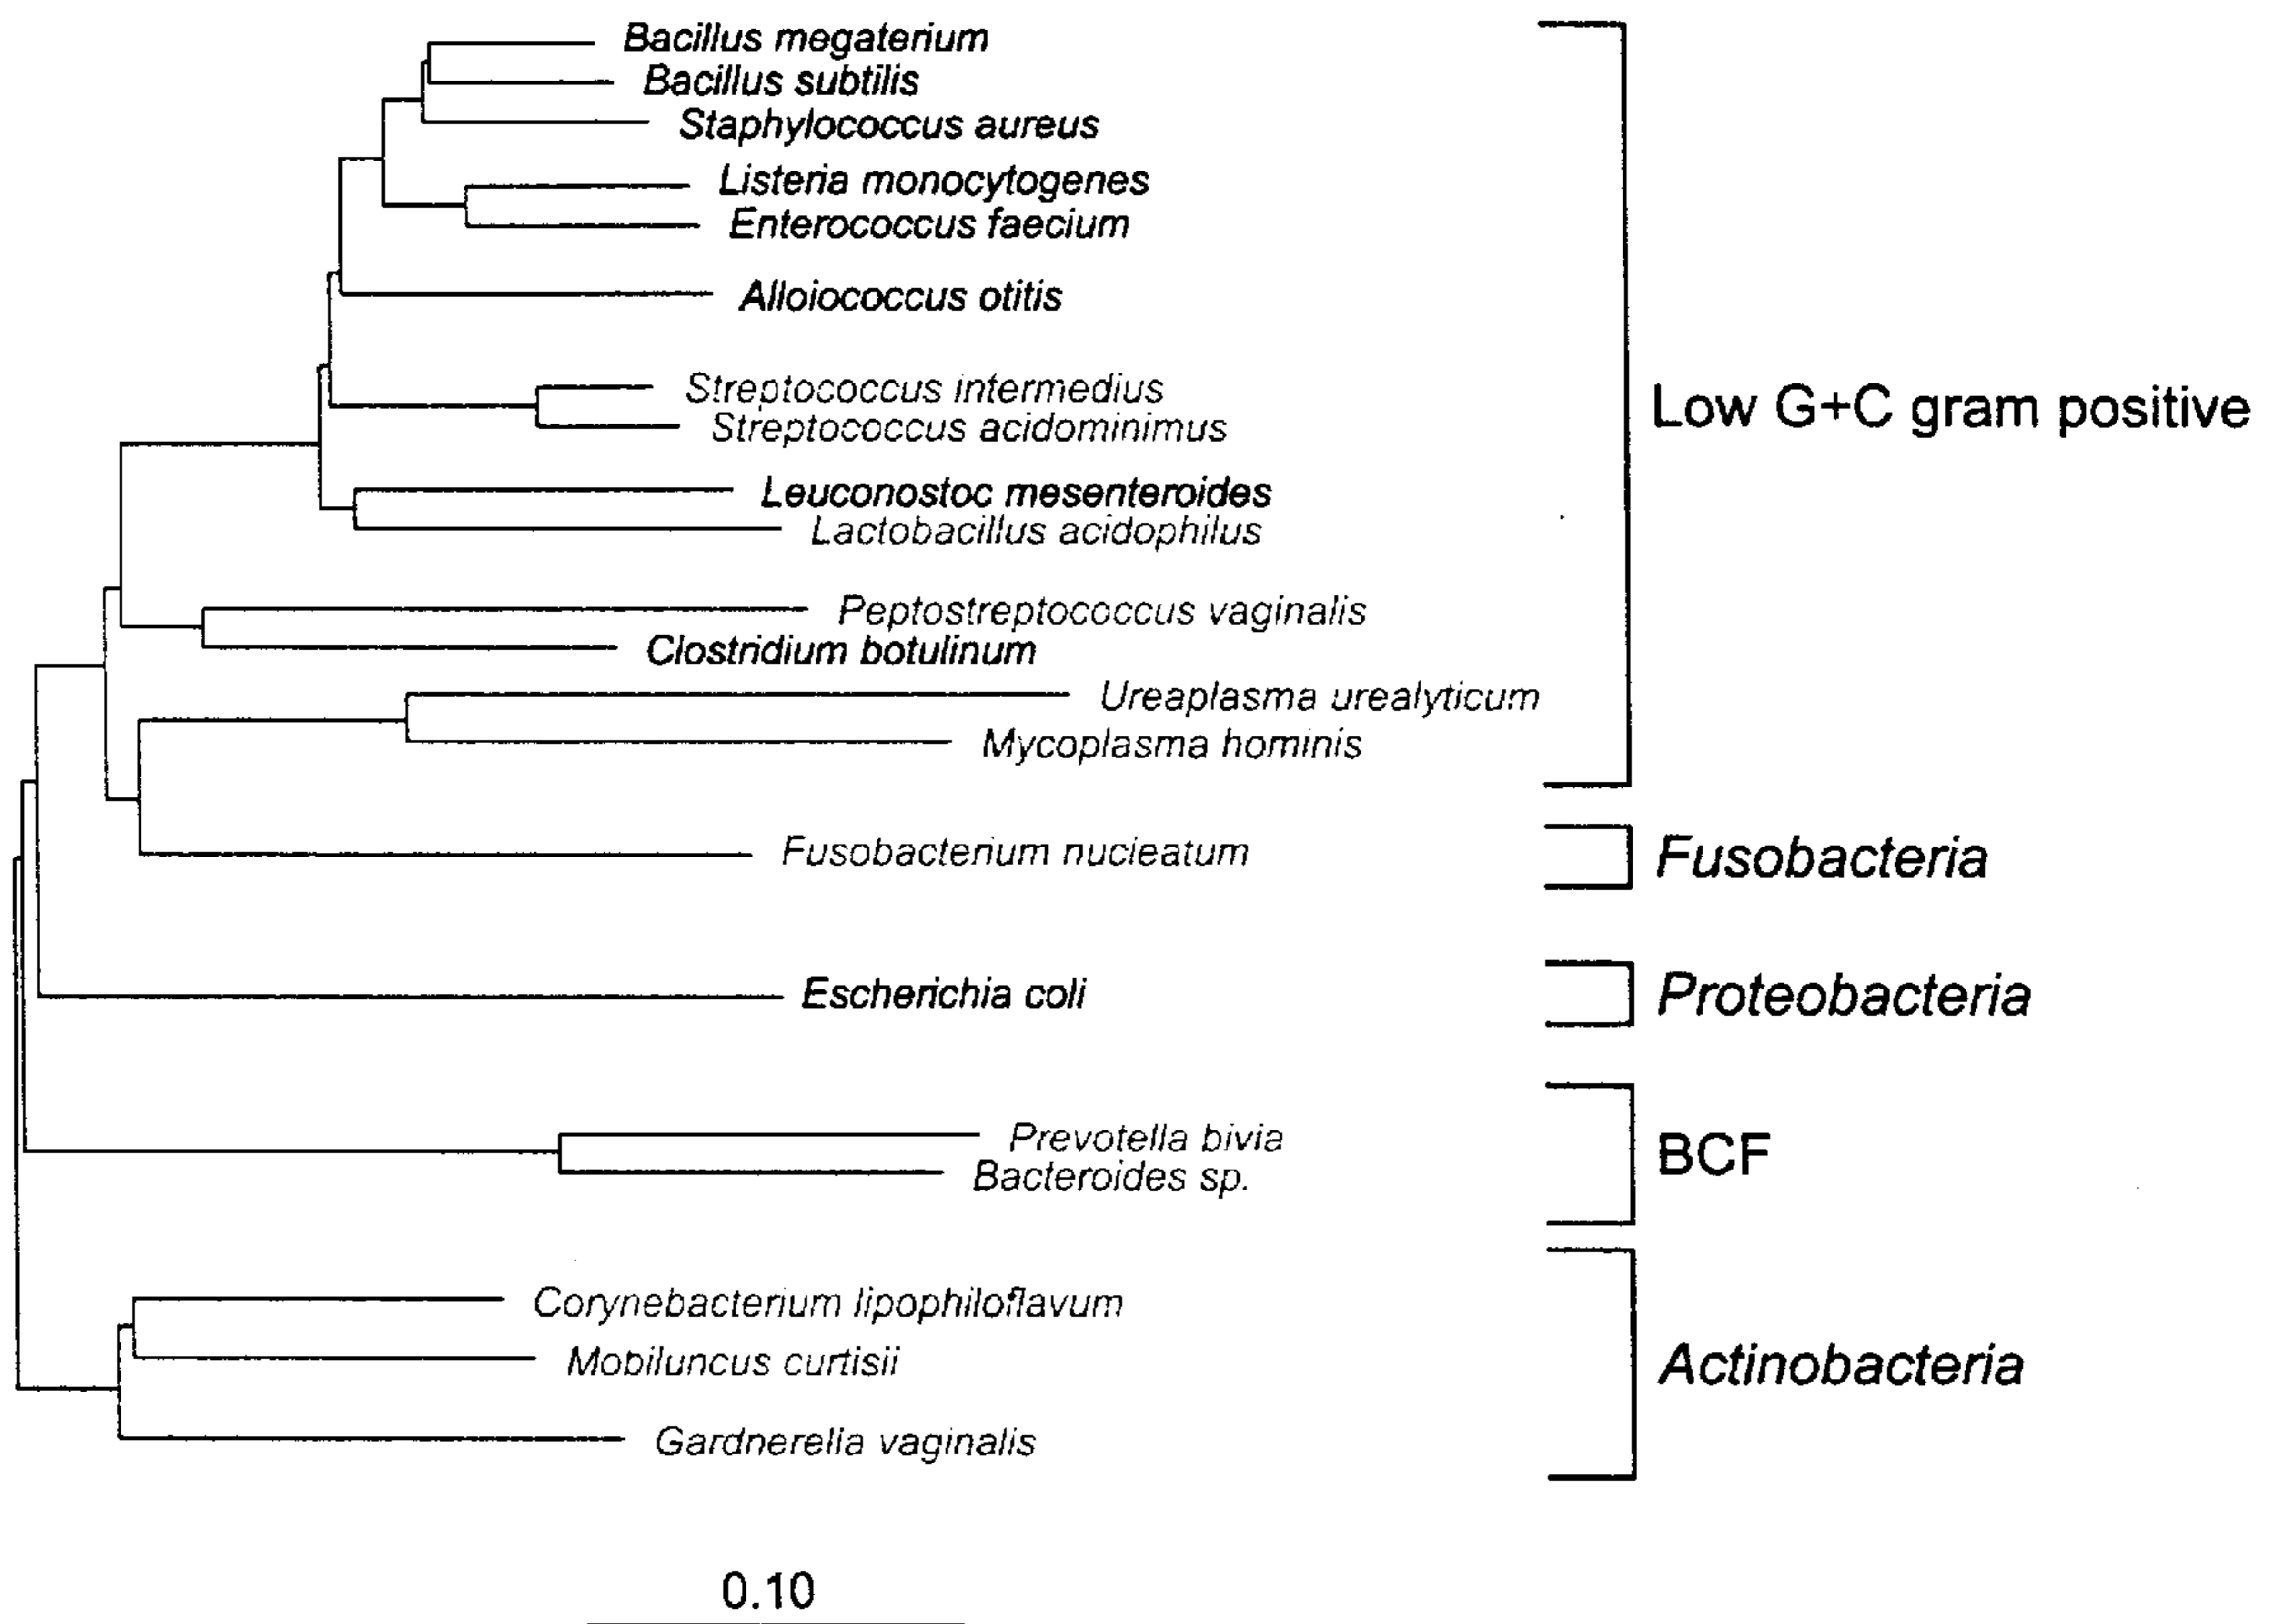 Bacillus megaterium
Bacillus subtilis
Staphylococcus aureus
Listeria monocytogenes
Enterococcus faecium
Alloiococcus otitis
Streptococcus intermedius
Streptococcus acidominimus
Low G+C gram positive
Leuconostoc mesenteroides
Lactobacillus acidophilus
Peptostreptococcus vaginalis
Clostridium botulinum
Ureaplasma urealyticum
Mycoplasma hominis
Fusobacterium nucleatum
Fusobacteria
Escherichia coli
Proteobacteria
Prevotella bivia
BCF
Bacteroides sp.
Corynebacterium lipophiloflavum
Mobiluncus curtisii
Actinobacteria
Gardnerella vaginalis
0.10